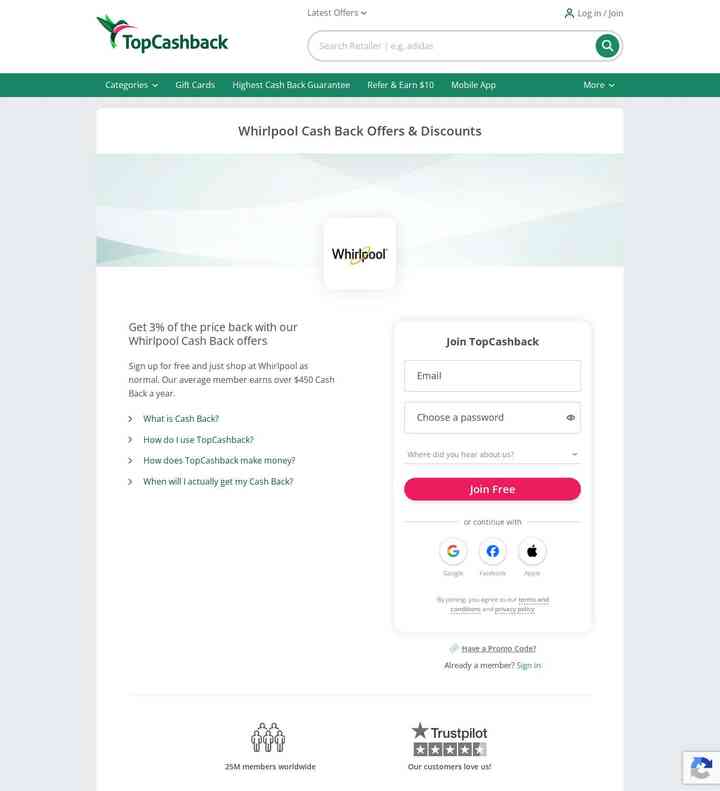 Latest Offers
Log in / Join
TopCashback
Search Retailer | e.g. adidas
Categories
Gift Cards
Highest Cash Back Guarantee
Refer & Earn $10
Mobile App
More
Whirlpool Cash Back Offers & Discounts
Whirlpool
Get 3% of the price back with our
Whirlpool Cash Back offers
Sign up for free and just shop at Whirlpool as
normal. Our average member earns over $450 Cash
Back a year.
What is Cash Back?
How do I use TopCashback?
How does TopCashback make money?
When will I actually get my Cash Back?
Join TopCashback
Email
Choose a password
Where did you hear about us?
Join Free
or continue with
Google
Facebook
Apple
By joining, you agree to our terms and
conditions and privacy policy
Have a Promo Code?
Already a member? Sign in
25M members worldwide
Trustpilot
Our customers love us!